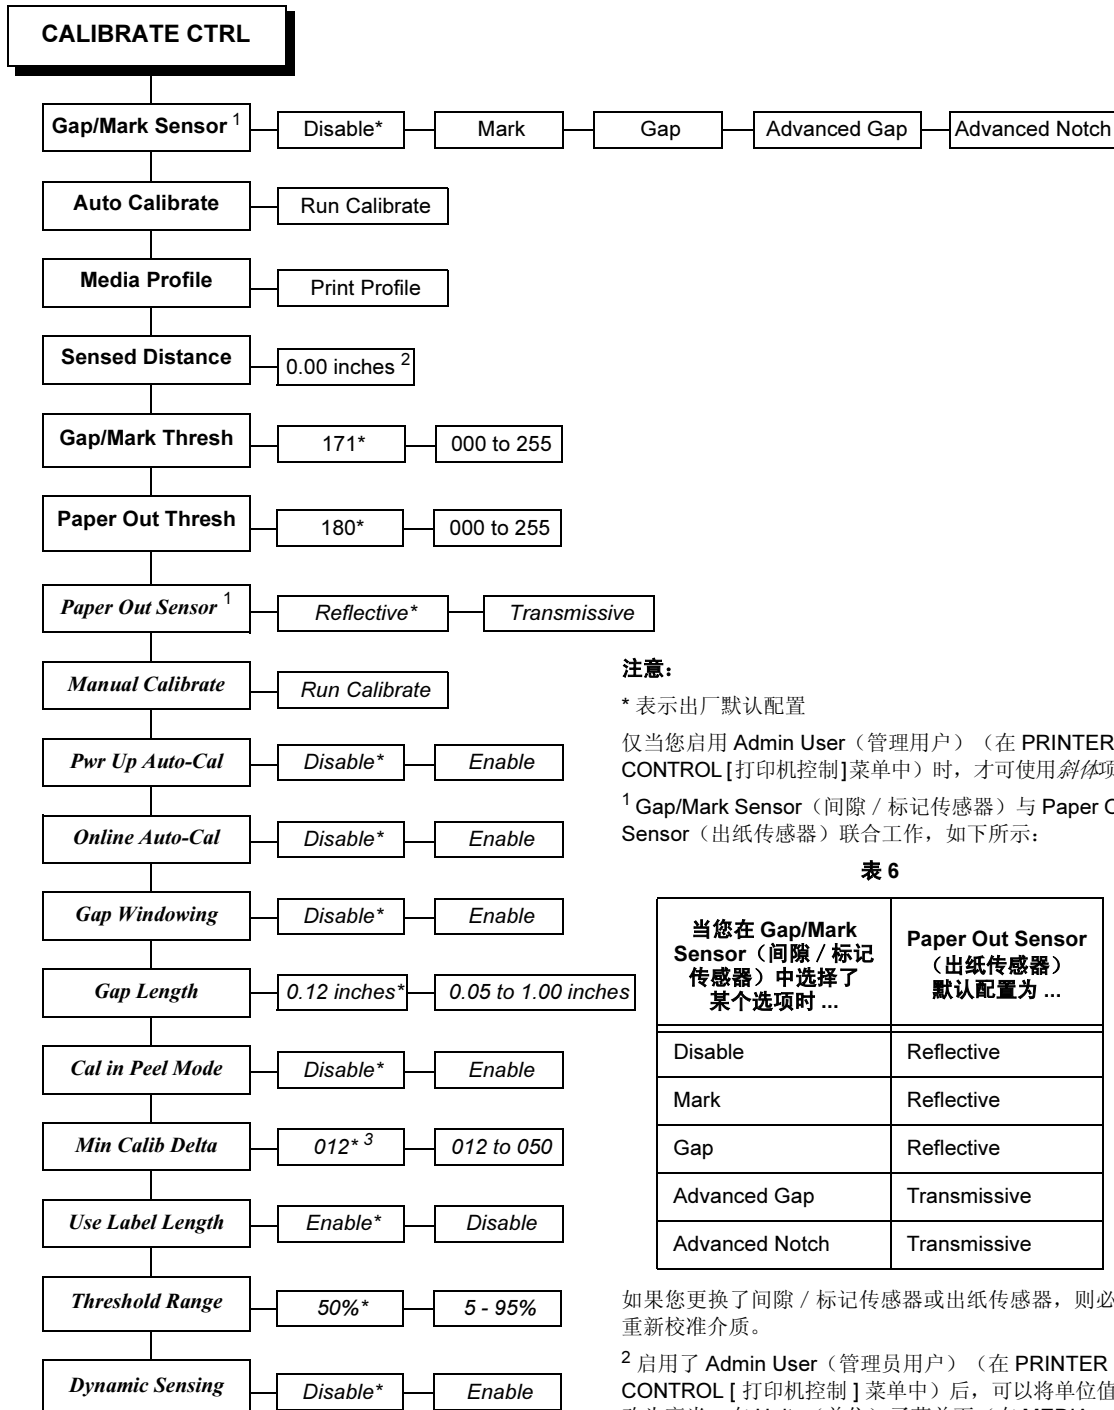 CALIBRATE CTRL
Gap/Mark Sensor 1 Disable* Mark Gap Advanced Gap Advanced Notch
Auto Calibrate Run Calibrate
Media Profile Print Profile
Sensed Distance 0.00 inches 2
Gap/Mark Thresh 171* 000 to 255
Paper Out Thresh 180* 000 to 255
Paper Out Sensor 1 Reflective* Transmissive
Manual Calibrate Run Calibrate
Pwr Up Auto-Cal Disable* Enable
Online Auto-Cal Disable* Enable
Gap Windowing Disable* Enable
Gap Length 0.12 inches* 0.05 to 1.00 inches
Cal in Peel Mode Disable* Enable
Min Calib Delta 012* 3 012 to 050
Use Label Length Enable* Disable
Threshold Range 50%* 5 - 95%
Dynamic Sensing Disable* Enable
注意:
* 表示出厂默认配置
仅当您启用 Admin User（管理用户）（在 PRINTER
CONTROL [打印机控制]菜单中）时，才可使用斜体项
1 Gap/Mark Sensor（间隙 / 标记传感器）与 Paper
Sensor（出纸传感器）联合工作，如下所示:
表 6
当您在 Gap/Mark
Sensor（间隙 / 标记
传感器）中选择了
某个选项时 ...
Paper Out Sensor
（出纸传感器）
默认配置为 ...
Disable Reflective
Mark Reflective
Gap Reflective
Advanced Gap Transmissive
Advanced Notch Transmissive
如果您更换了间隙 / 标记传感器或出纸传感器，则必
重新校准介质。
2 启用了 Admin User（管理员用户）（在 PRINTER
CONTROL [ 打印机控制 ] 菜单中）后，可以将单位值